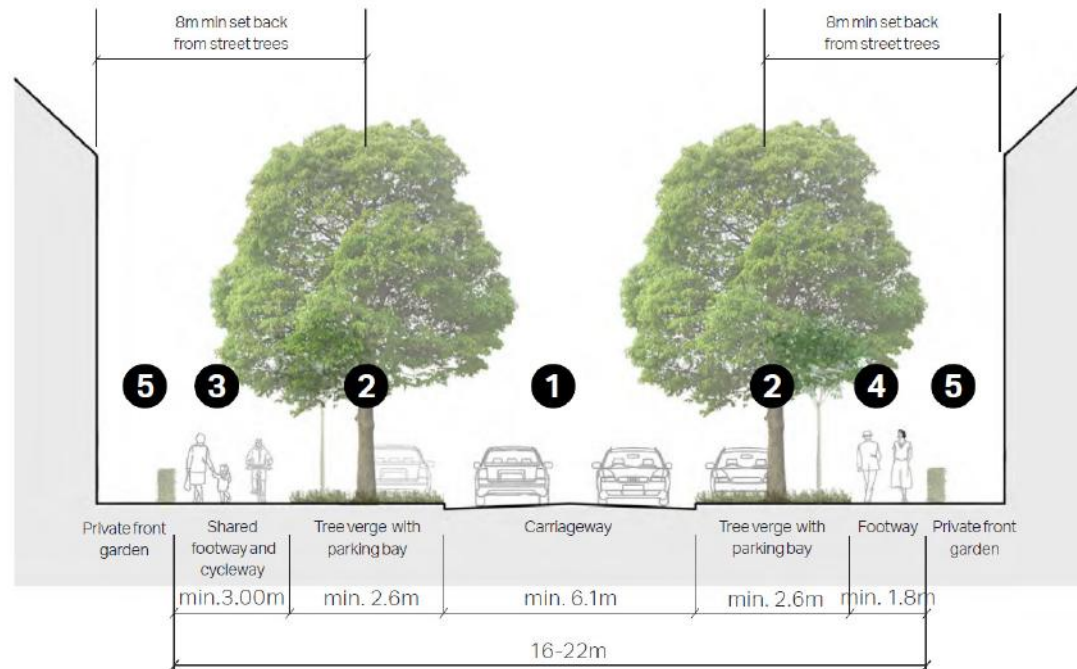 8m min set back
from street trees
8m min set back
from street trees
5
3
2
1
2
4
5
Private front
garden
Shared
footway and
cycleway
Tree verge with
parking bay
Carriageway
Tree verge with
parking bay
Footway
Private front
garden
min.3.00m
min. 2.6m
min. 6.1m
min. 2.6m
min. 1.8m
16-22m